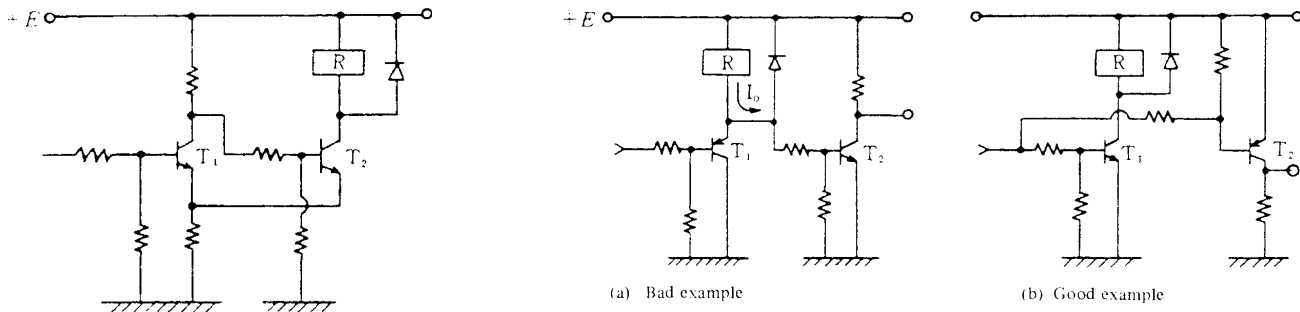 + E
R
T₁
T₂
+ E
R
I₀
T₁
T₂
(a) Bad example
R
T₁
T₂
(b) Good example